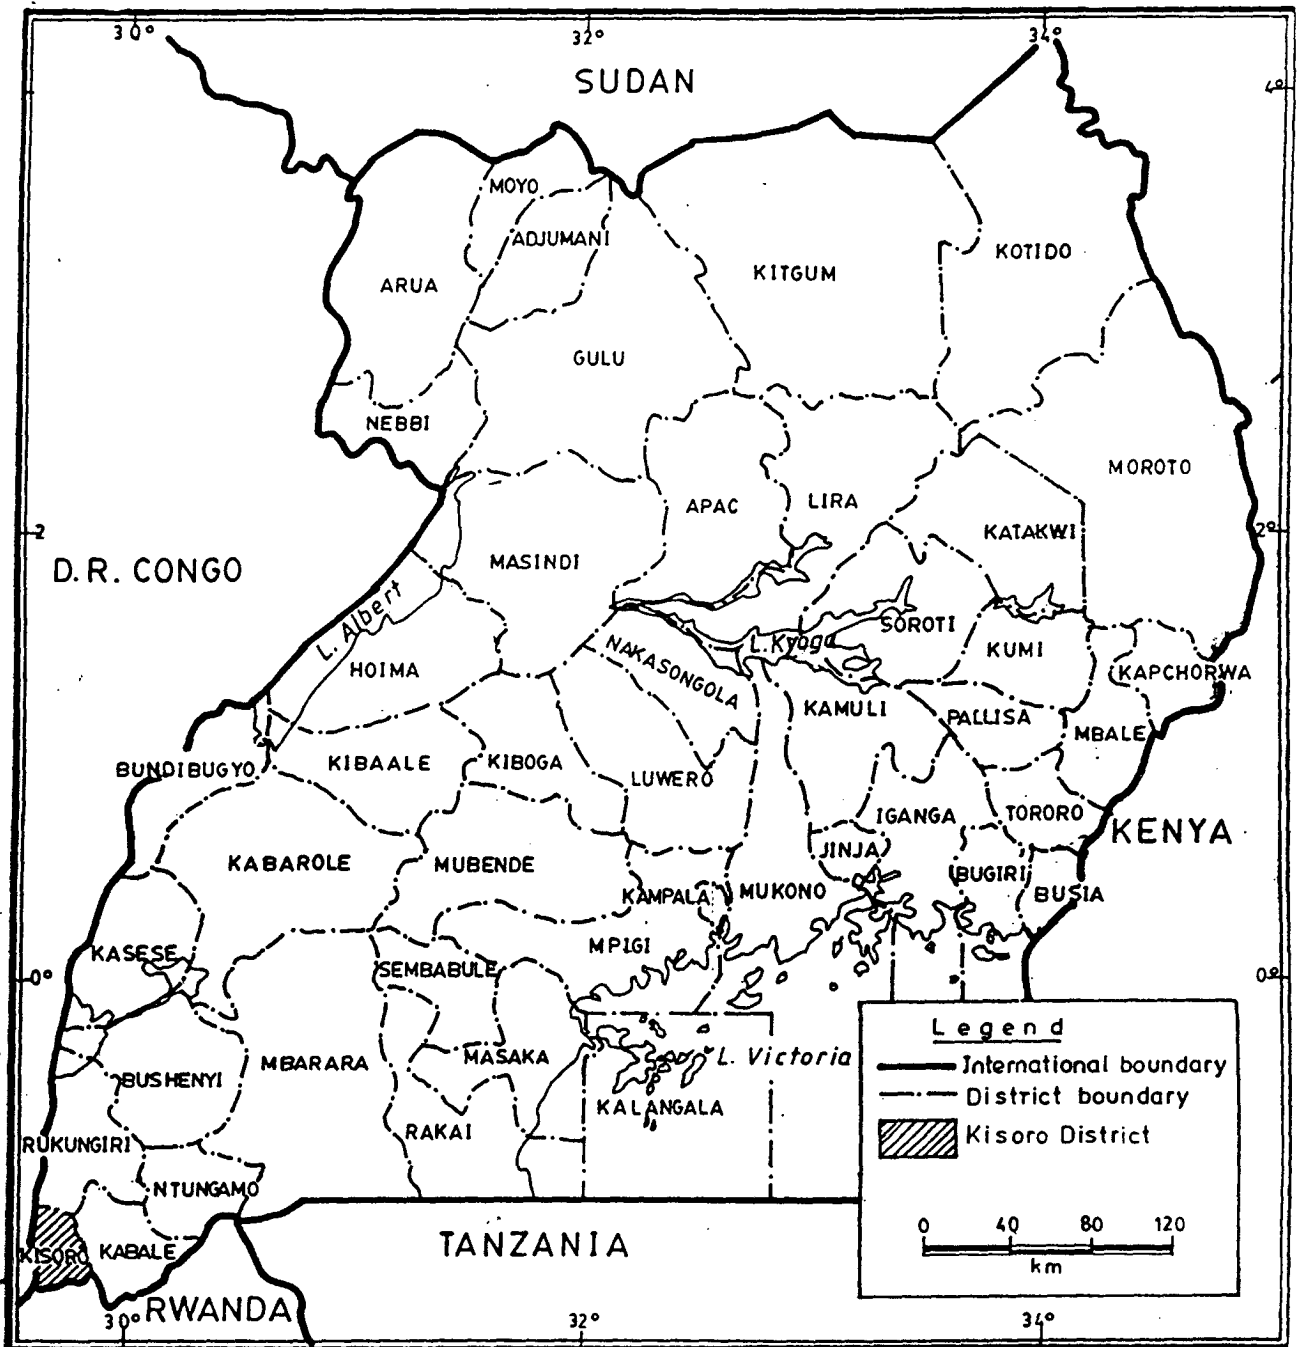 30° 32° 34°
SUDAN
4°
MOYO
ADJUMANI
KOTIDO
KITGUM
ARUA
GULU
NEBBI
MOROTO
APAC
LIRA
KATAKWI
2 2°
MASINDI
D.R. CONGO
L. Albert
SOROTI
L. Kyoga
KUMI
NAKASONGOLA
HOIMA
KAPCHORWA
KAMULI
PALLISA
MBALE
BUNDIBUGYO
KIBAALE
KIBOGA
LUWERO
IGANGA
TORORO
KENYA
KABAROLE
MUBENDE
JINJA
BUGIRI
KAMPALA
MUKONO
BUSIA
KASESE
MPIGI
SEMBABULE
0° 0°
Legend
MBARARA
MASAKA
L. Victoria
International boundary
BUSHENYI
KALANGALA
District boundary
RUKUNGIRI
RAKAI
Kisoro District
NTUNGAMO
0 40 80 120
km
KISORO
KABALE
TANZANIA
RWANDA
30° 32° 34°